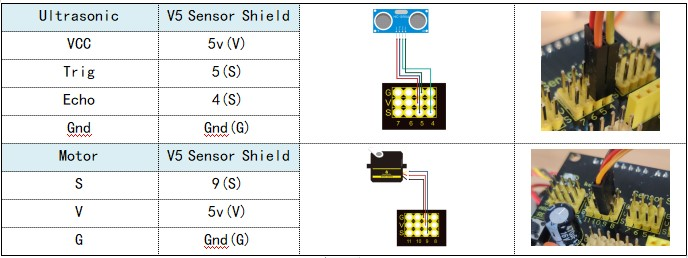 Ultrasonic V5 Sensor Shield
VCC 5v(V)
Trig 5(S)
Echo 4(S)
Gnd Gnd(G)
G
V
S
7 6 5 4
Motor V5 Sensor Shield
S 9(S)
V 5v(V)
G Gnd(G)
G
V
S
11 10 9 8